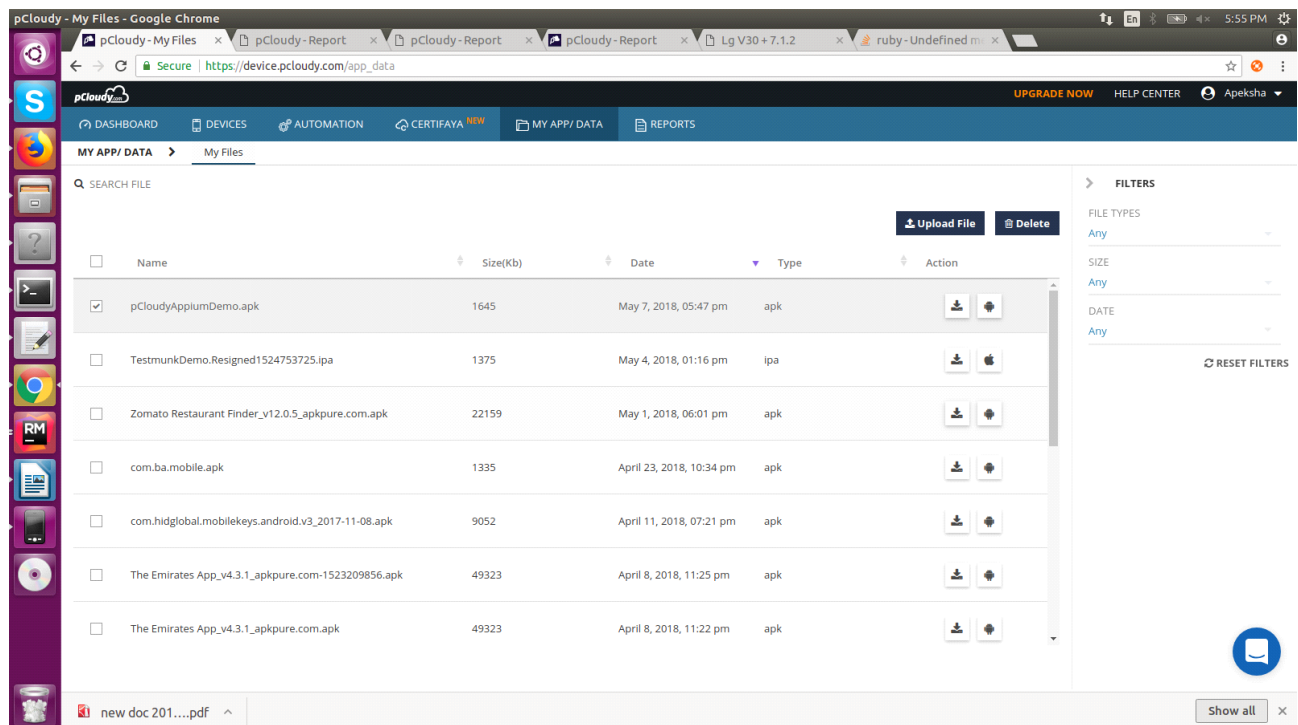 pCloudy - My Files - Google Chrome En 5:55 PM
pCloudy - My Files pCloudy - Report pCloudy - Report pCloudy - Report Lg V30 + 7.1.2 ruby - Undefined m
Secure https://device.pcloudy.com/app_data
pCloudy.com UPGRADE NOW HELP CENTER Apeksha
DASHBOARD DEVICES AUTOMATION CERTIFAYA NEW MY APP/ DATA REPORTS
MY APP/ DATA My Files
SEARCH FILE
Upload File Delete
Name Size(Kb) Date Type Action
pCloudyAppiumDemo.apk 1645 May 7, 2018, 05:47 pm apk
TestmunkDemo.Resigned1524753725.ipa 1375 May 4, 2018, 01:16 pm ipa
Zomato Restaurant Finder_v12.0.5_apkpure.com.apk 22159 May 1, 2018, 06:01 pm apk
com.ba.mobile.apk 1335 April 23, 2018, 10:34 pm apk
com.hidglobal.mobilekeys.android.v3_2017-11-08.apk 9052 April 11, 2018, 07:21 pm apk
The Emirates App_v4.3.1_apkpure.com-1523209856.apk 49323 April 8, 2018, 11:25 pm apk
The Emirates App_v4.3.1_apkpure.com.apk 49323 April 8, 2018, 11:22 pm apk
FILTERS
FILE TYPES
Any
SIZE
Any
DATE
Any
RESET FILTERS
S
?
>_
RM
new doc 201....pdf Show all